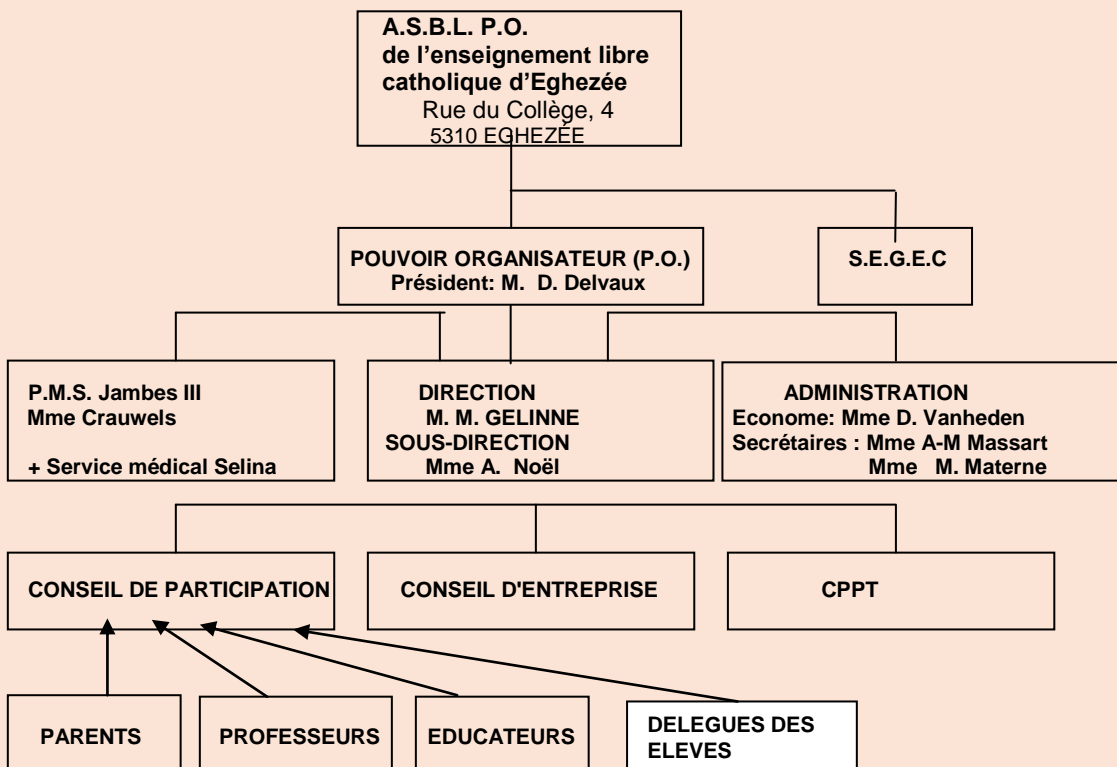 A.S.B.L. P.O.
de l’enseignement libre
catholique d’Eghezée
Rue du Collège, 4
5310 EGHEZÉE
POUVOIR ORGANISATEUR (P.O.)
Président: M. D. Delvaux
S.E.G.E.C
P.M.S. Jambes III
Mme Crauwels
+ Service médical Selina
DIRECTION
M. M. GELINNE
SOUS-DIRECTION
Mme A. Noël
ADMINISTRATION
Econome: Mme D. Vanheden
Secrétaires : Mme A-M Massart
Mme M. Materne
CONSEIL DE PARTICIPATION
CONSEIL D'ENTREPRISE
CPPT
PARENTS
PROFESSEURS
EDUCATEURS
DELEGUES DES
ELEVES